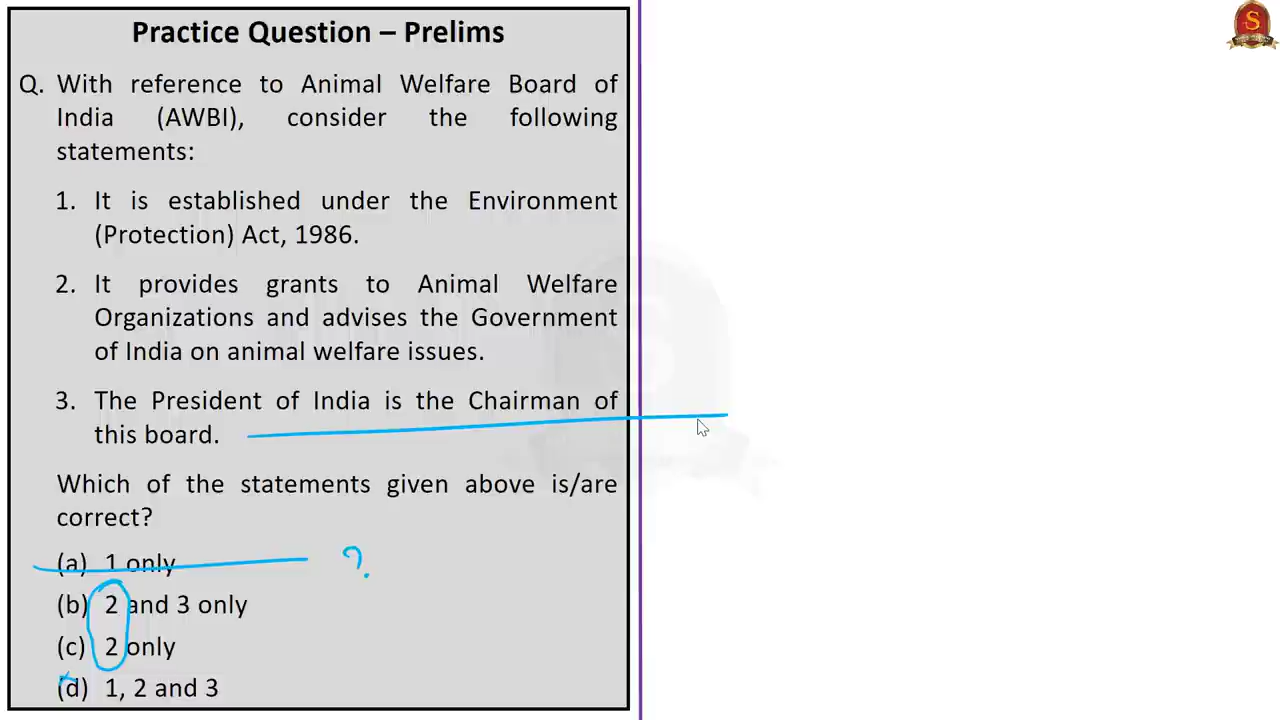 Practice Question – Prelims
Q. With reference to Animal Welfare Board of
India (AWBI), consider the following
statements:
1. It is established under the Environment
(Protection) Act, 1986.
2. It provides grants to Animal Welfare
Organizations and advises the Government
of India on animal welfare issues.
3. The President of India is the Chairman of
this board.
Which of the statements given above is/are
correct?
(a) 1 only ?
(b) 2 and 3 only
(c) 2 only
(d) 1, 2 and 3
S